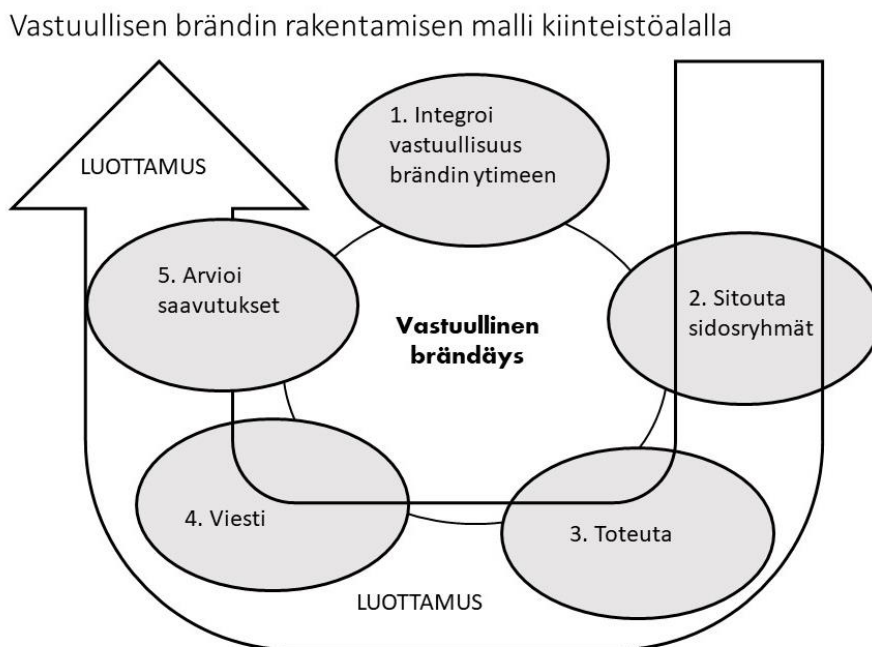 Vastuullisen brändin rakentamisen malli kiinteistöalalla
1. Integroi
vastuullisuus
brändin ytimeen
LUOTTAMUS
5. Arvioi
saavutukset
2. Sitouta
sidosryhmät
Vastuullinen
brändäys
4. Viesti
3. Toteuta
LUOTTAMUS